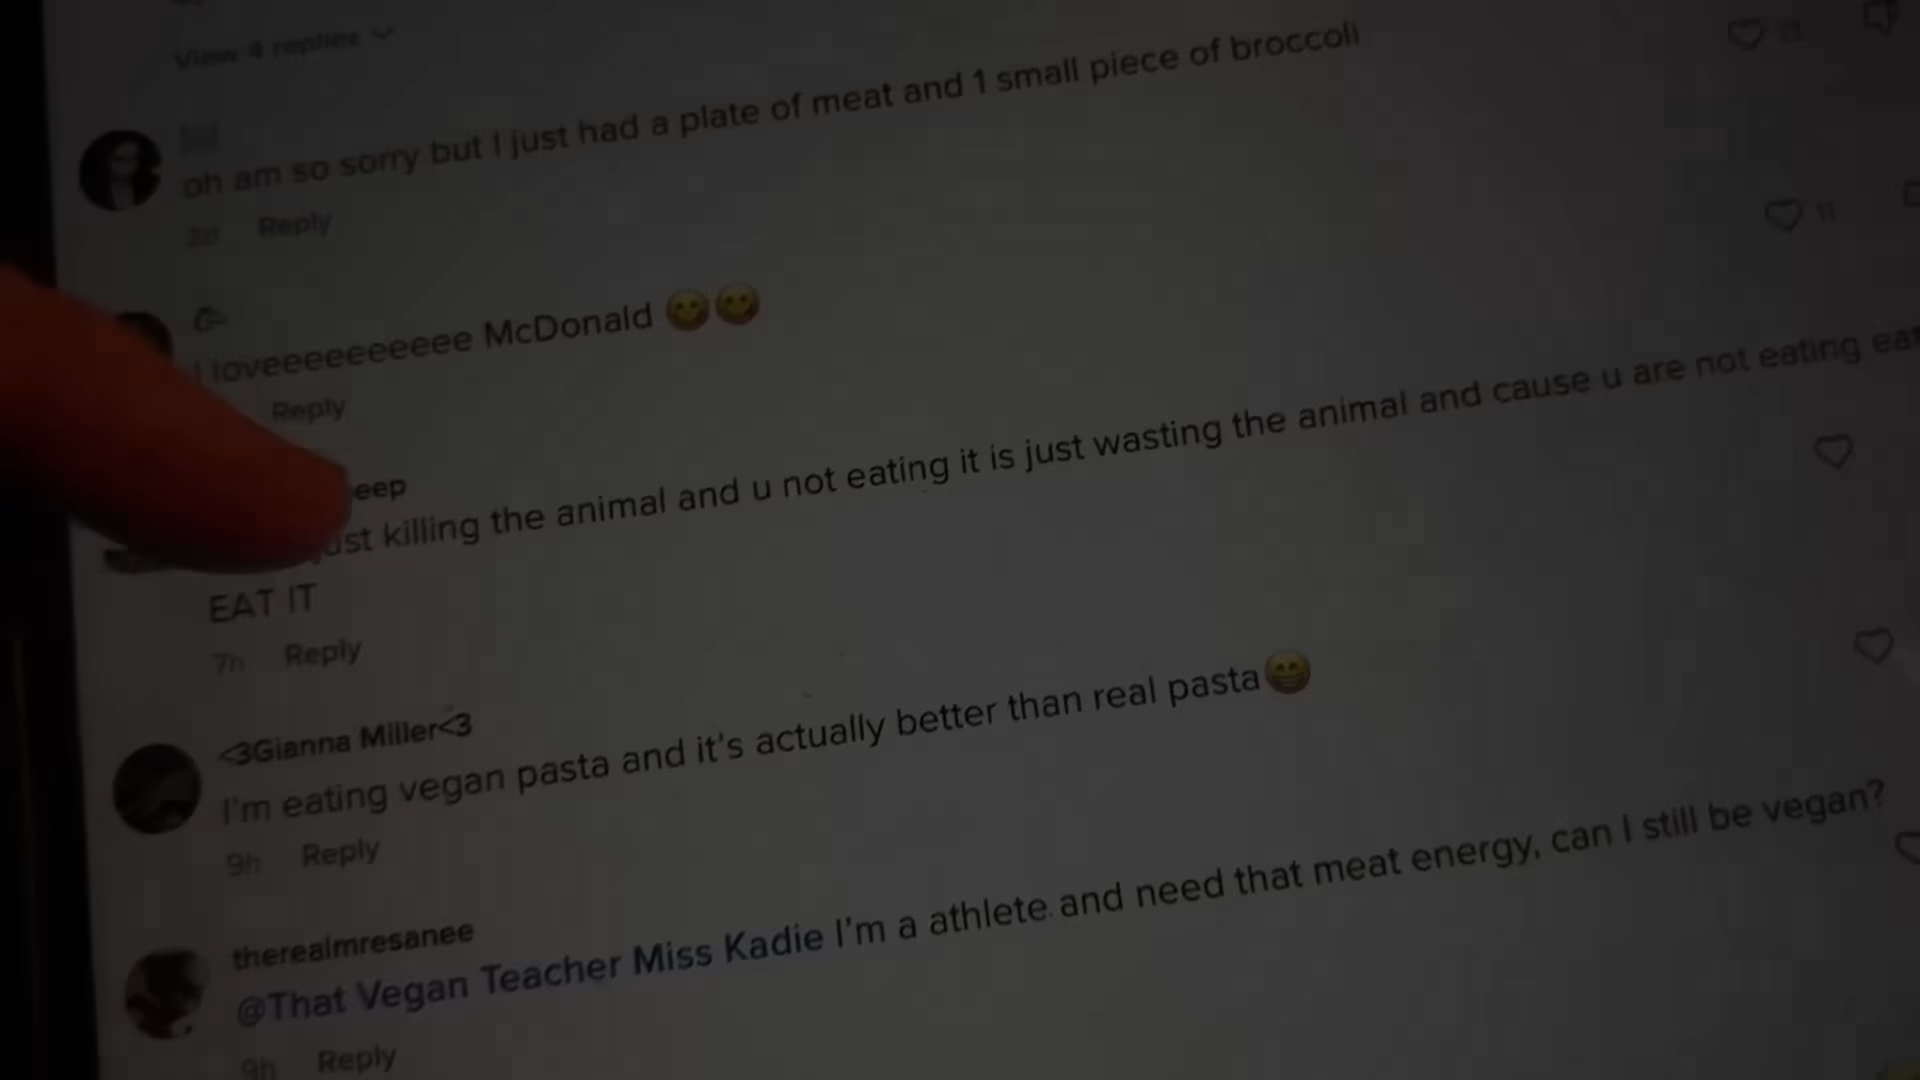 View 4 replies
oh am so sorry but I just had a plate of meat and 1 small piece of broccoli
Reply
loveeeeeeeeeee McDonald 😋😋
11
Reply
eep
just killing the animal and u not eating it is just wasting the animal and cause u are not eating eat
EAT IT
7h Reply
<3Gianna Miller<3
I'm eating vegan pasta and it's actually better than real pasta😁
9h Reply
therealmresanee
@That Vegan Teacher Miss Kadie I'm a athlete and need that meat energy, can I still be vegan?
9h Reply